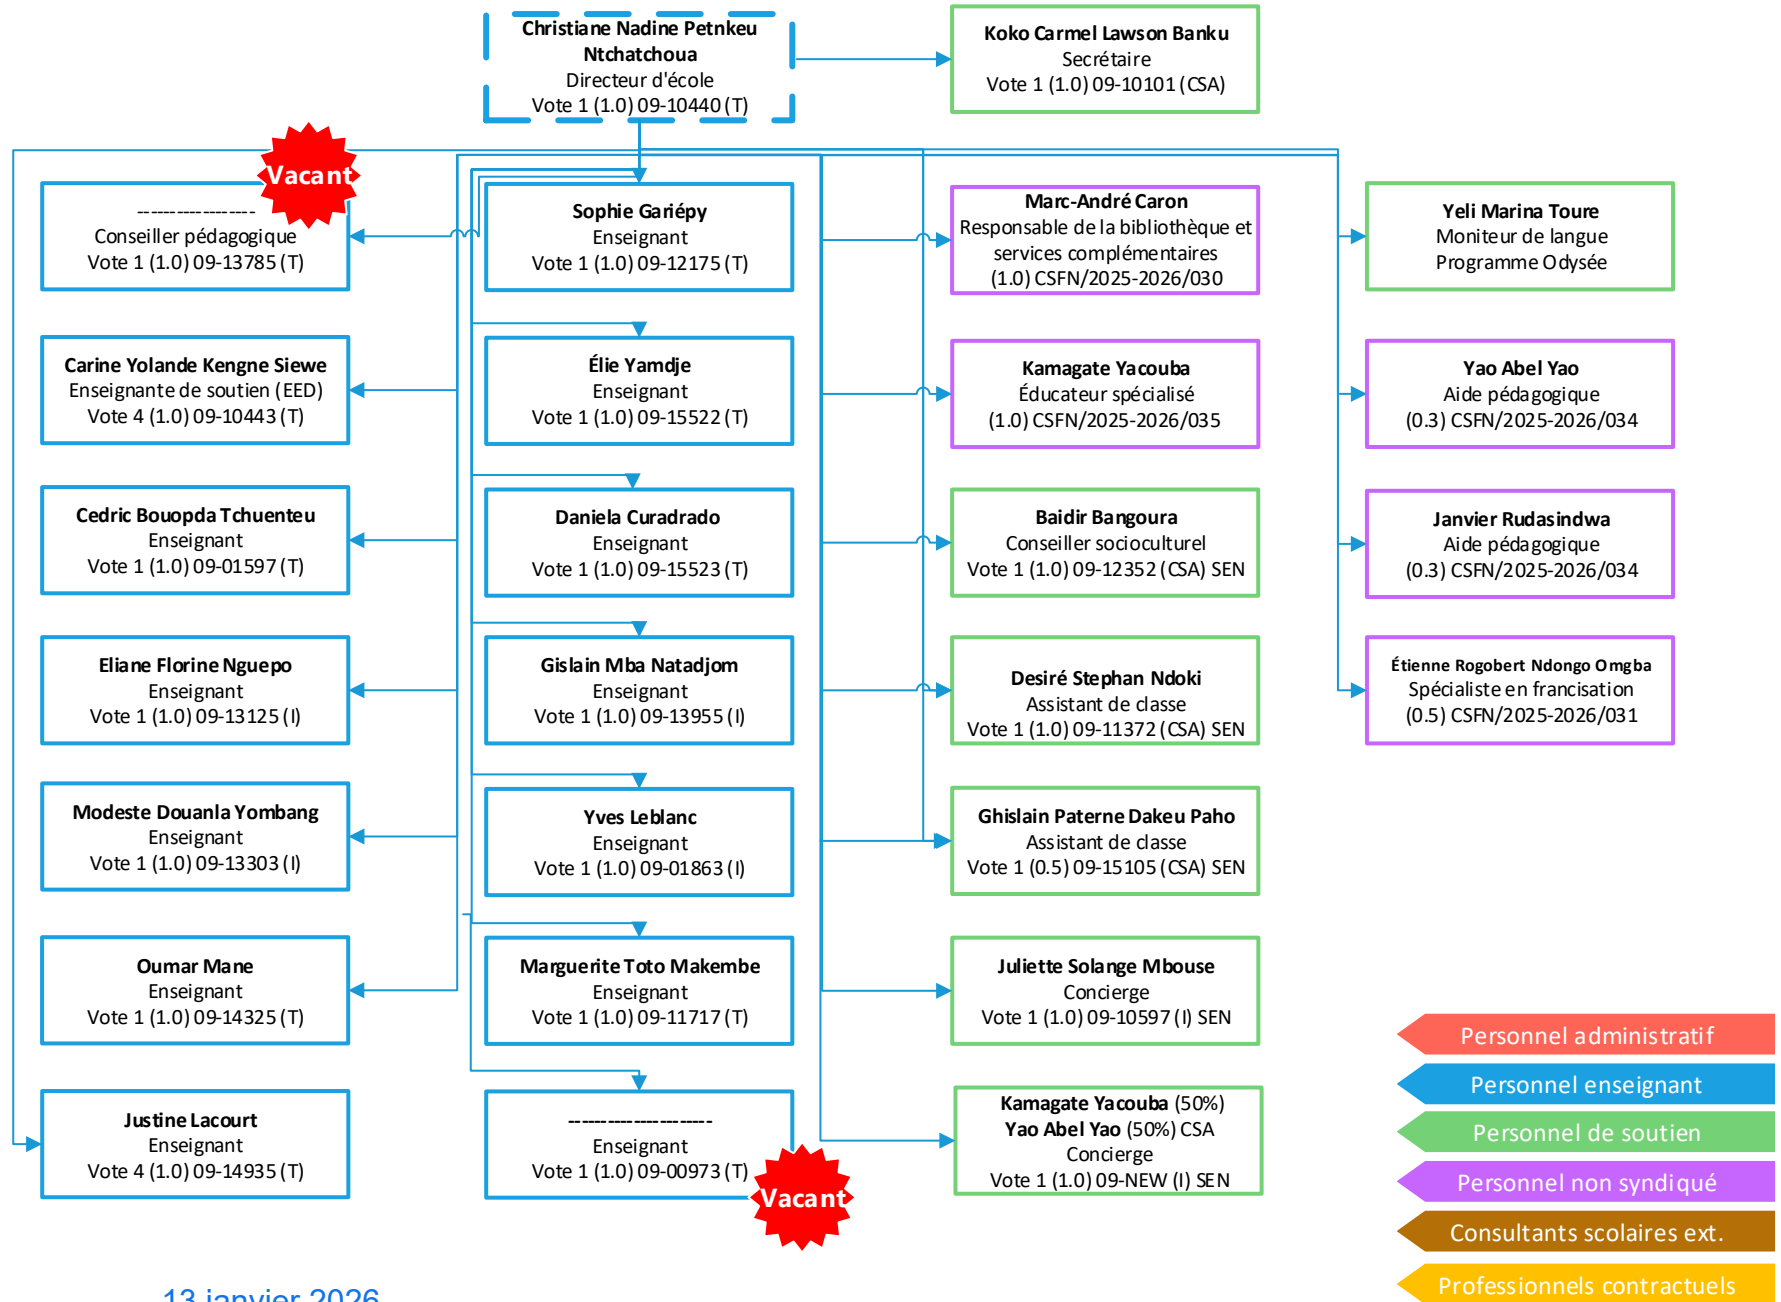 Christiane Nadine Petnkeu
Ntchatchoua
Directeur d'école
Vote 1 (1.0) 09-10440 (T)
Koko Carmel Lawson Banku
Secrétaire
Vote 1 (1.0) 09-10101 (CSA)
Vacant
------------------
Conseiller pédagogique
Vote 1 (1.0) 09-13785 (T)
Sophie Gariépy
Enseignant
Vote 1 (1.0) 09-12175 (T)
Marc-André Caron
Responsable de la bibliothèque et
services complémentaires
(1.0) CSFN/2025-2026/030
Yeli Marina Toure
Moniteur de langue
Programme Odysée
Carine Yolande Kengne Siewe
Enseignante de soutien (EED)
Vote 4 (1.0) 09-10443 (T)
Élie Yamdje
Enseignant
Vote 1 (1.0) 09-15522 (T)
Kamagate Yacouba
Éducateur spécialisé
(1.0) CSFN/2025-2026/035
Yao Abel Yao
Aide pédagogique
(0.3) CSFN/2025-2026/034
Cedric Bouopda Tchuenteu
Enseignant
Vote 1 (1.0) 09-01597 (T)
Daniela Curadrado
Enseignant
Vote 1 (1.0) 09-15523 (T)
Baidir Bangoura
Conseiller socioculturel
Vote 1 (1.0) 09-12352 (CSA) SEN
Janvier Rudasindwa
Aide pédagogique
(0.3) CSFN/2025-2026/034
Eliane Florine Nguepo
Enseignant
Vote 1 (1.0) 09-13125 (I)
Gislain Mba Natadjom
Enseignant
Vote 1 (1.0) 09-13955 (I)
Desiré Stephan Ndoki
Assistant de classe
Vote 1 (1.0) 09-11372 (CSA) SEN
Étienne Rogobert Ndongo Omgba
Spécialiste en francisation
(0.5) CSFN/2025-2026/031
Modeste Douanla Yombang
Enseignant
Vote 1 (1.0) 09-13303 (I)
Yves Leblanc
Enseignant
Vote 1 (1.0) 09-01863 (I)
Ghislain Paterne Dakeu Paho
Assistant de classe
Vote 1 (0.5) 09-15105 (CSA) SEN
Oumar Mane
Enseignant
Vote 1 (1.0) 09-14325 (T)
Marguerite Toto Makembe
Enseignant
Vote 1 (1.0) 09-11717 (T)
Juliette Solange Mbouse
Concierge
Vote 1 (1.0) 09-10597 (I) SEN
Justine Lacourt
Enseignant
Vote 4 (1.0) 09-14935 (T)
----------------------
Enseignant
Vote 1 (1.0) 09-00973 (T)
Vacant
Kamagate Yacouba (50%)
Yao Abel Yao (50%) CSA
Concierge
Vote 1 (1.0) 09-NEW (I) SEN
Personnel administratif
Personnel enseignant
Personnel de soutien
Personnel non syndiqué
Consultants scolaires ext.
Professionnels contractuels
13 janvier 2026